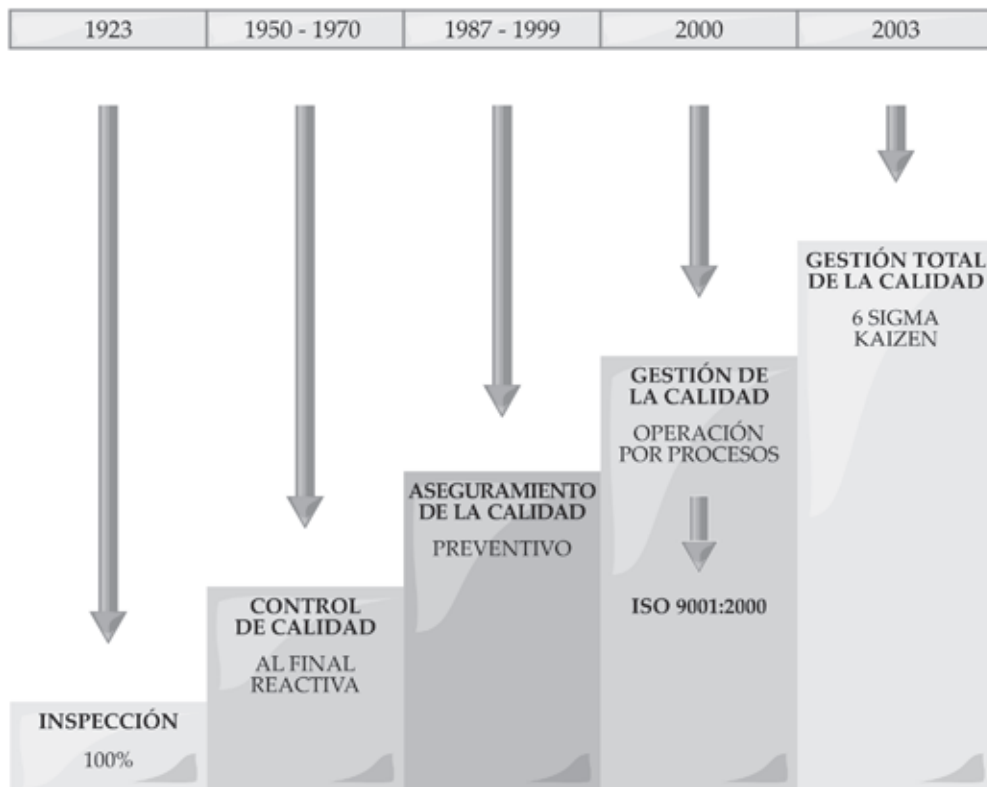 1923
1950 - 1970
1987 - 1999
2000
2003
INSPECCIÓN
100%
CONTROL
DE CALIDAD
AL FINAL
REACTIVA
ASEGURAMIENTO
DE LA CALIDAD
PREVENTIVO
GESTIÓN DE
LA CALIDAD
OPERACIÓN
POR PROCESOS
ISO 9001:2000
GESTIÓN TOTAL
DE LA CALIDAD
6 SIGMA
KAIZEN